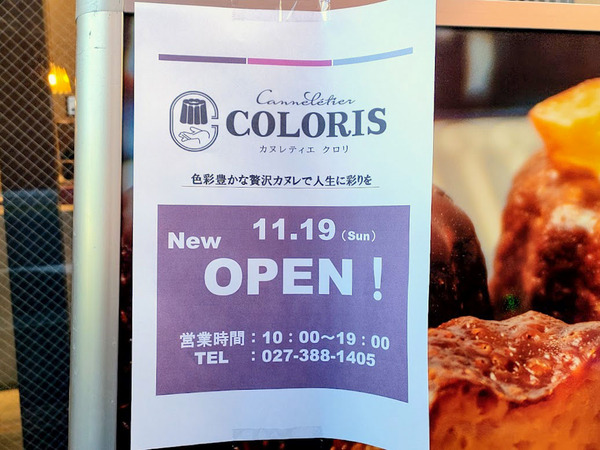 Cannelétier
COLORIS
カヌレティエ クロリ
色彩豊かな贅沢カヌレで人生に彩りを
New 11.19 (Sun)
OPEN!
営業時間：10：00～19：00
TEL ：027-388-1405